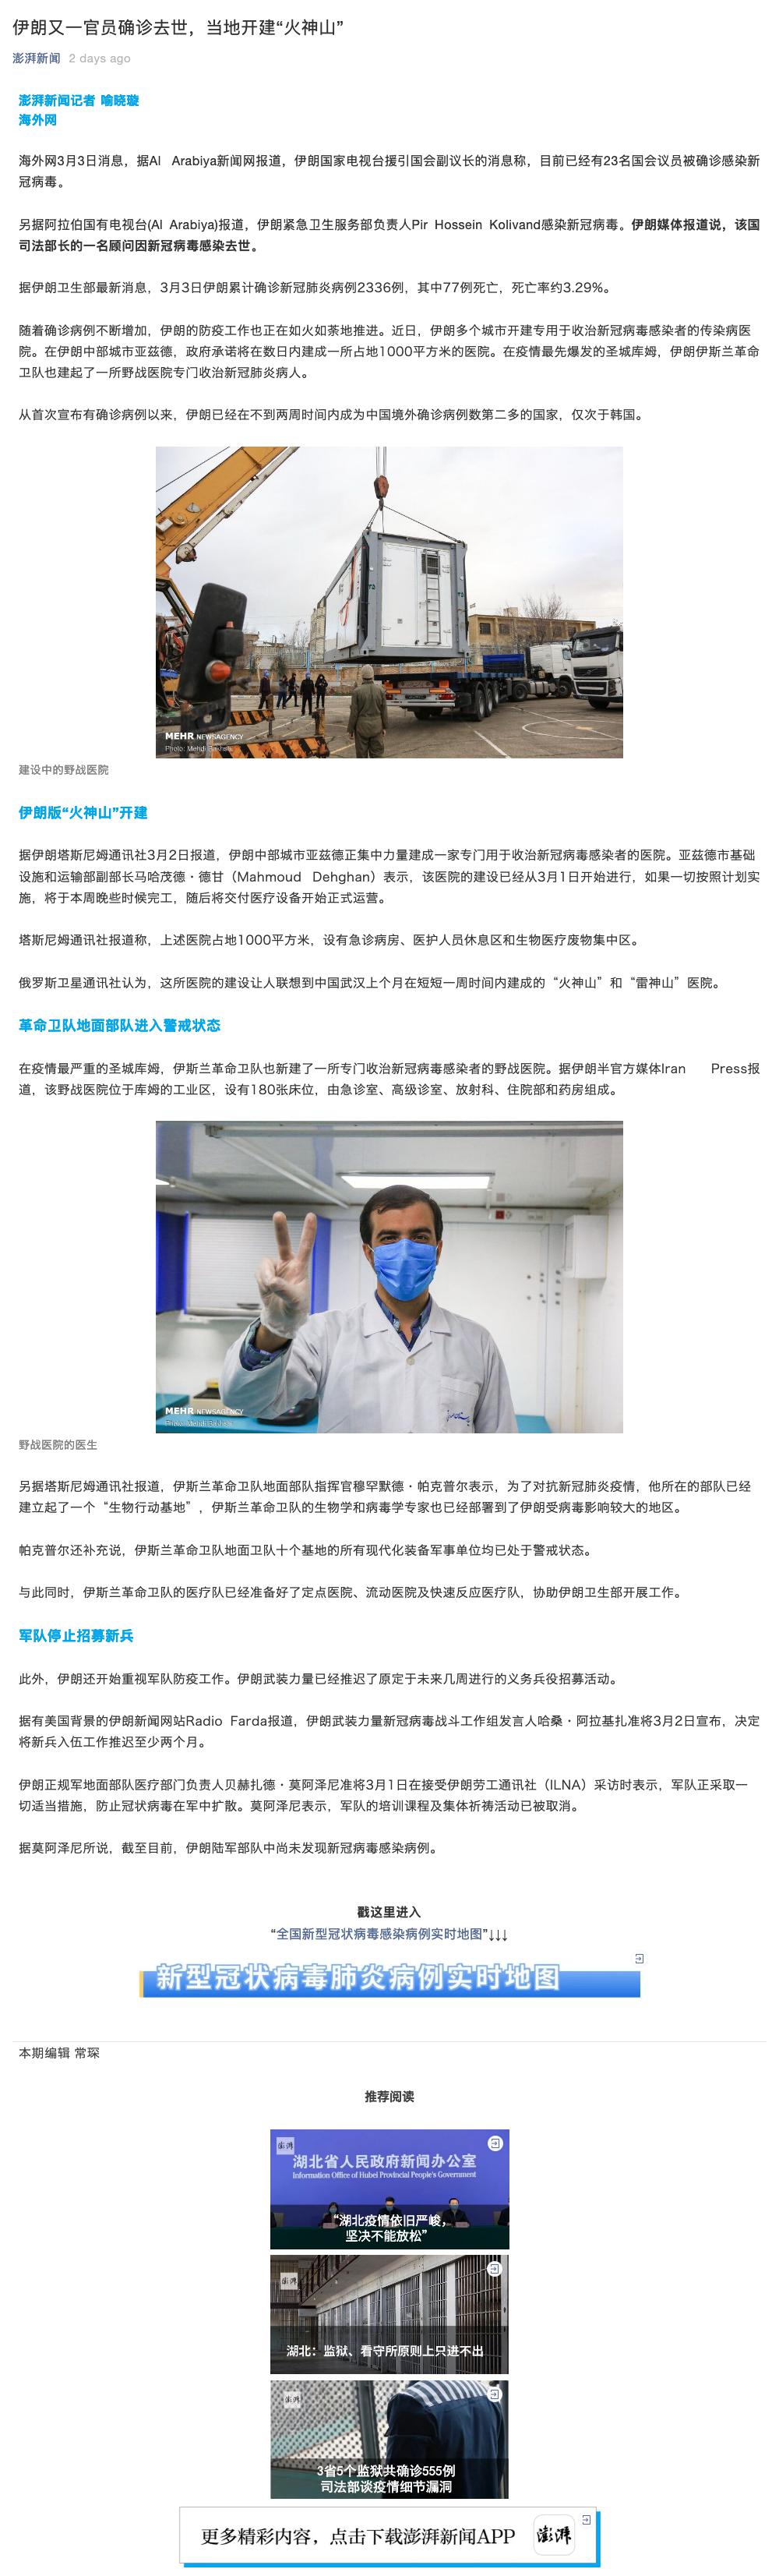 伊朗又一官员确诊去世，当地开建“火神山”
澎湃新闻 2 days ago
澎湃新闻记者 喻晓璇
海外网
海外网3月3日消息，据Al Arabiya新闻网报道，伊朗国家电视台援引国会副议长的消息称，目前已经有23名国会议员被确诊感染新
冠病毒。
另据阿拉伯国有电视台(Al Arabiya)报道，伊朗紧急卫生服务部负责人Pir Hossein Kolivand感染新冠病毒。伊朗媒体报道说，该国
司法部长的一名顾问因新冠病毒感染去世。
据伊朗卫生部最新消息，3月3日伊朗累计确诊新冠肺炎病例2336例，其中77例死亡，死亡率约3.29%。
随着确诊病例不断增加，伊朗的防疫工作也正在如火如荼地推进。近日，伊朗多个城市开建专用于收治新冠病毒感染者的传染病医
院。在伊朗中部城市亚兹德，政府承诺将在数日内建成一所占地1000平方米的医院。在疫情最先爆发的圣城库姆，伊朗伊斯兰革命
卫队也建起了一所野战医院专门收治新冠肺炎病人。
从首次宣布有确诊病例以来，伊朗已经在不到两周时间内成为中国境外确诊病例数第二多的国家，仅次于韩国。
MEHR NEWSAGENCY
建设中的野战医院
伊朗版“火神山”开建
据伊朗塔斯尼姆通讯社3月2日报道，伊朗中部城市亚兹德正集中力量建成一家专门用于收治新冠病毒感染者的医院。亚兹德市基础
设施和运输部副部长马哈茂德·德甘（Mahmoud Dehghan）表示，该医院的建设已经从3月1日开始进行，如果一切按照计划实
施，将于本周晚些时候完工，随后将交付医疗设备开始正式运营。
塔斯尼姆通讯社报道称，上述医院占地1000平方米，设有急诊病房、医护人员休息区和生物医疗废物集中区。
俄罗斯卫星通讯社认为，这所医院的建设让人联想到中国武汉上个月在短短一周时间内建成的“火神山”和“雷神山”医院。
革命卫队地面部队进入警戒状态
在疫情最严重的圣城库姆，伊斯兰革命卫队也新建了一所专门收治新冠病毒感染者的野战医院。据伊朗半官方媒体Iran Press报
道，该野战医院位于库姆的工业区，设有180张床位，由急诊室、高级诊室、放射科、住院部和药房组成。
MEHR NEWSAGENCY
野战医院的医生
另据塔斯尼姆通讯社报道，伊斯兰革命卫队地面部队指挥官穆罕默德·帕克普尔表示，为了对抗新冠肺炎疫情，他所在的部队已经
建立起了一个“生物行动基地”，伊斯兰革命卫队的生物学和病毒学专家也已经部署到了伊朗受病毒影响较大的地区。
帕克普尔还补充说，伊斯兰革命卫队地面卫队十个基地的所有现代化装备军事单位均已处于警戒状态。
与此同时，伊斯兰革命卫队的医疗队已经准备好了定点医院、流动医院及快速反应医疗队，协助伊朗卫生部开展工作。
军队停止招募新兵
此外，伊朗还开始重视军队防疫工作。伊朗武装力量已经推迟了原定于未来几周进行的义务兵役招募活动。
据有美国背景的伊朗新闻网站Radio Farda报道，伊朗武装力量新冠病毒战斗工作组发言人哈桑·阿拉基扎准将3月2日宣布，决定
将新兵入伍工作推迟至少两个月。
伊朗正规军地面部队医疗部门负责人贝赫扎德·莫阿泽尼准将3月1日在接受伊朗劳工通讯社（ILNA）采访时表示，军队正采取一
切适当措施，防止冠状病毒在军中扩散。莫阿泽尼表示，军队的培训课程及集体祈祷活动已被取消。
据莫阿泽尼所说，截至目前，伊朗陆军部队中尚未发现新冠病毒感染病例。
戳这里进入
“全国新型冠状病毒感染病例实时地图”↓↓↓
新型冠状病毒肺炎病例实时地图
本期编辑 常琛
推荐阅读
澎湃
湖北省人民政府新闻办公室
Information Office of Hubei Provincial People's Government
“湖北疫情依旧严峻，
坚决不能放松”
澎湃
湖北：监狱、看守所原则上只进不出
澎湃
3省5个监狱共确诊555例
司法部谈疫情细节漏洞
更多精彩内容，点击下载澎湃新闻APP
澎湃